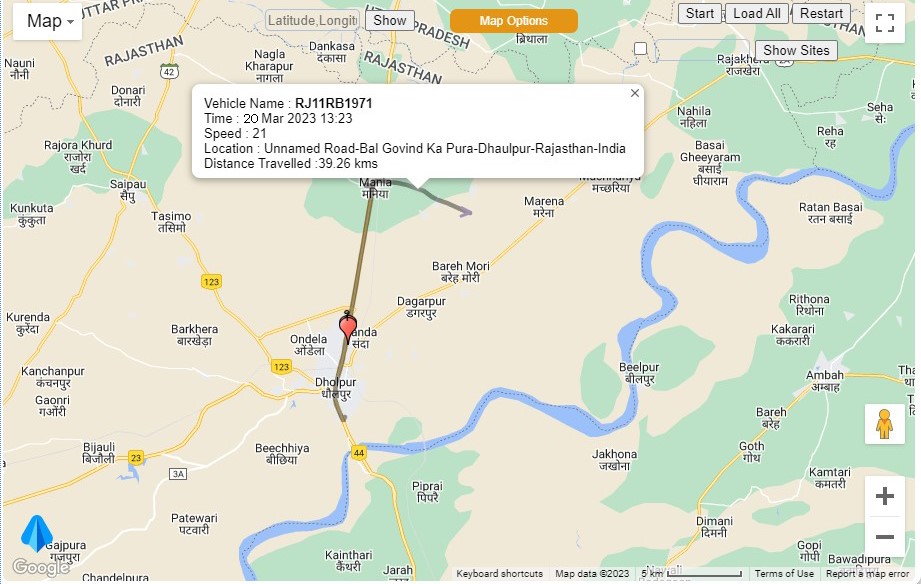 Map
Latitude,Longit
Show
Map Options
Start
Load All
Restart
Show Sites
RAJASTHAN
RAJASTHAN
42
Nauni
नौनी
Nagla
Kharapur
नागला
Dankasa
दंकासा
ब्रिथाला
Rajakhera
राजखेरा
Donari
दोनारी
Vehicle Name : RJ11RB1971
Time : 20 Mar 2023 13:23
Speed : 21
Location : Unnamed Road-Bal Govind Ka Pura-Dhaulpur-Rajasthan-India
Distance Travelled :39.26 kms
Nahila
नहिला
Seha
सेः
Reha
रह
Rajora Khurd
राजोरा
खर्द
Basai
Gheeyaram
बसाई
घीयाराम
Saipau
सैपु
Mania
मनिया
मच्छरिया
Kunkuta
कुंकुता
Tasimo
तसिमो
Marena
मरेना
Ratan Basai
रतन बसाई
Bareh Mori
बरेह मोरी
123
Dagarpur
डगरपुर
Rithona
रिथोना
Kurenda
कुरेंदा
Barkhera
बारखेड़ा
Ondela
ओंडेला
संदा
Kakarari
ककरारी
123
Kanchanpur
कंचनपुर
Dholpur
धौलपुर
Beelpur
बीलपुर
Ambah
अम्बाह
Gaonri
गओंरी
Bareh
बरेह
Bijauli
बिजौली
23
3A
Beechhiya
बीछिया
44
Jakhona
जखोना
Goth
गोथ
Kamtari
कमतरी
Piprai
पिपरै
Patewari
पटवारी
Dimani
दिमनी
Gajpura
गजपुरा
Gopi
गोपी
Bawadipura
Kainthari
कैंथरी
Jarah
Chandelpura
Google
Keyboard shortcuts
Map data ©2023
5 km
Terms of Use
Report a map error